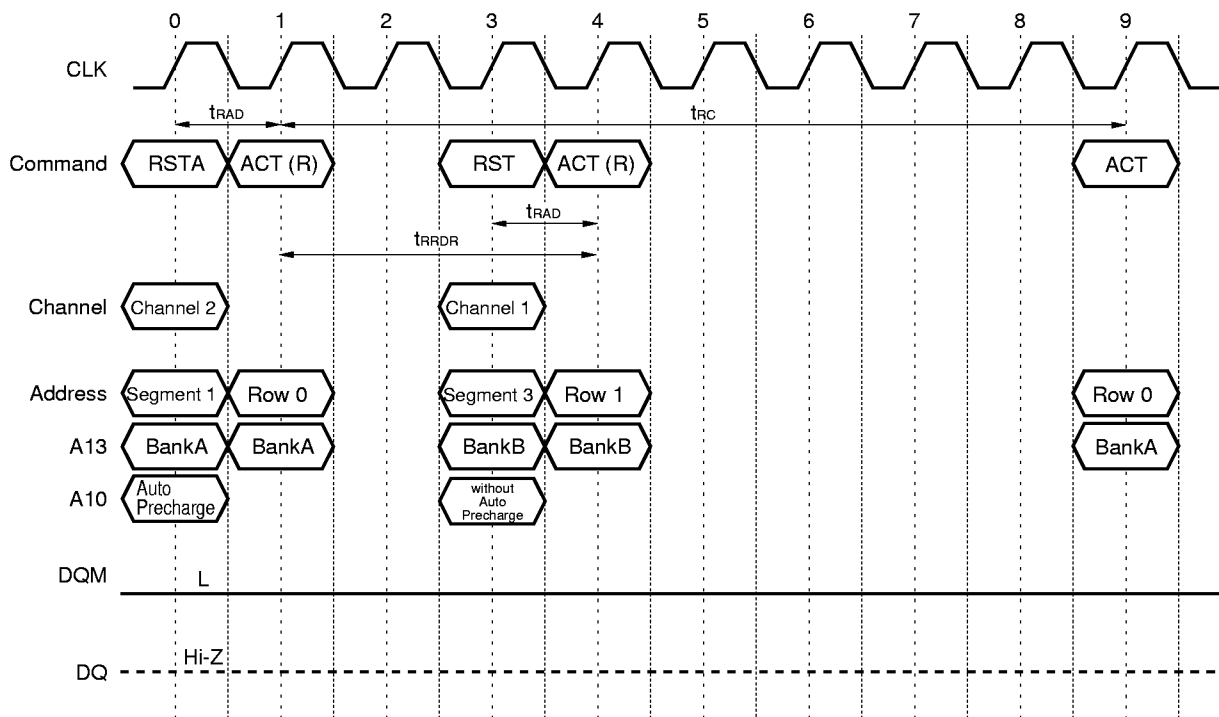 0 1 2 3 4 5 6 7 8 9
CLK
tRAD tRC
Command RSTA ACT (R) RST ACT (R) ACT
tRAD
tRRDR
Channel Channel 2 Channel 1
Address Segment 1 Row 0 Segment 3 Row 1 Row 0
A13 BankA BankA BankB BankB BankA
A10 Auto Precharge without Auto Precharge
DQM L
DQ Hi-Z